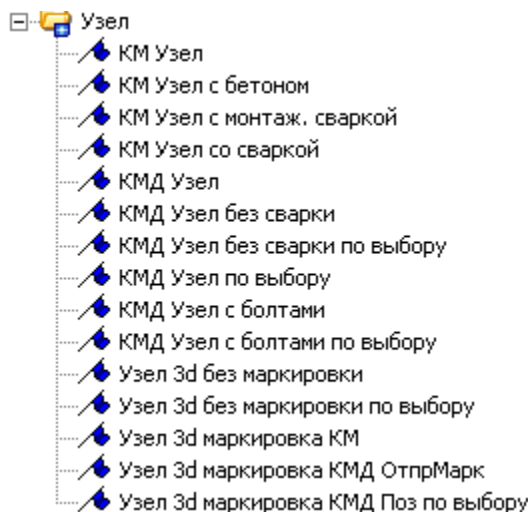 Узел
КМ Узел
КМ Узел с бетоном
КМ Узел с монтаж. сваркой
КМ Узел со сваркой
КМД Узел
КМД Узел без сварки
КМД Узел без сварки по выбору
КМД Узел по выбору
КМД Узел с болтами
КМД Узел с болтами по выбору
Узел 3d без маркировки
Узел 3d без маркировки по выбору
Узел 3d маркировка КМ
Узел 3d маркировка КМД ОтпрМарк
Узел 3d маркировка КМД Поз по выбору